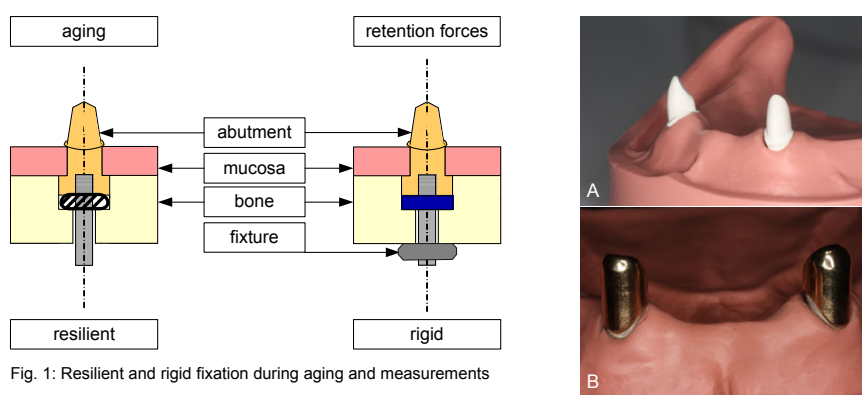 aging
retention forces
abutment
mucosa
bone
fixture
resilient
rigid
Fig. 1: Resilient and rigid fixation during aging and measurements
A
B